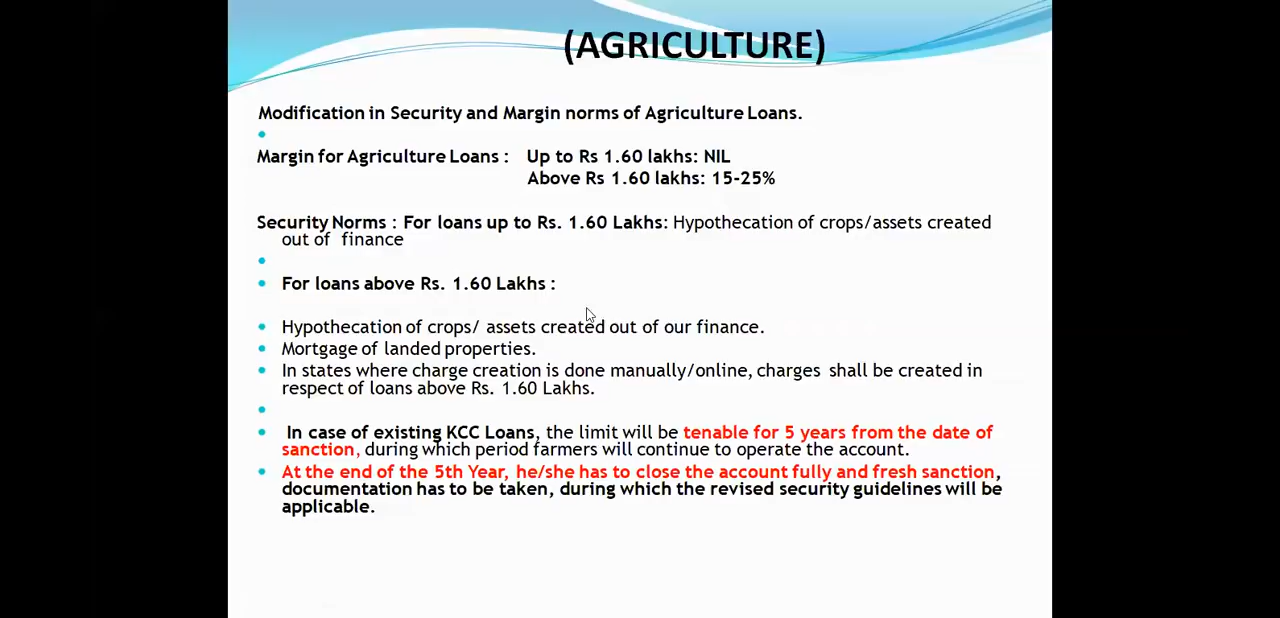 (AGRICULTURE)
Modification in Security and Margin norms of Agriculture Loans.
Margin for Agriculture Loans : Up to Rs 1.60 lakhs: NIL
Above Rs 1.60 lakhs: 15-25%
Security Norms : For loans up to Rs. 1.60 Lakhs: Hypothecation of crops/assets created
out of finance
For loans above Rs. 1.60 Lakhs :
Hypothecation of crops/ assets created out of our finance.
Mortgage of landed properties.
In states where charge creation is done manually/online, charges shall be created in
respect of loans above Rs. 1.60 Lakhs.
In case of existing KCC Loans, the limit will be tenable for 5 years from the date of
sanction, during which period farmers will continue to operate the account.
At the end of the 5th Year, he/she has to close the account fully and fresh sanction,
documentation has to be taken, during which the revised security guidelines will be
applicable.